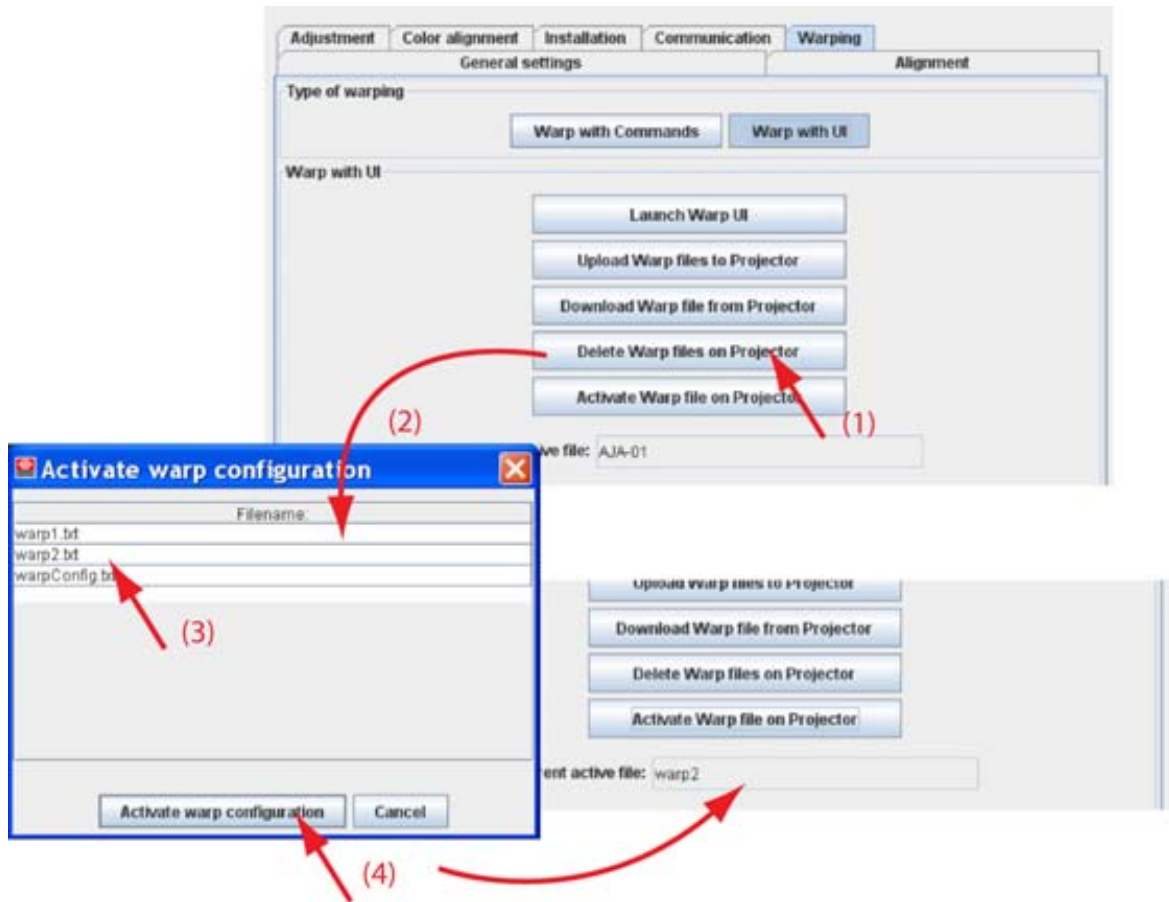 Adjustment Color alignment Installation Communication Warping
General settings Alignment
Type of warping
Warp with Commands Warp with UI
Warp with UI
Launch Warp UI
Upload Warp files to Projector
Download Warp file from Projector
Delete Warp files on Projector
Activate Warp file on Projector
(1)
(2)
ve file: AJA-01
Activate warp configuration
Filename:
warp1.txt
warp2.txt
warpConfig.txt
(3)
Activate warp configuration Cancel
(4)
Upload Warp files to Projector
Download Warp file from Projector
Delete Warp files on Projector
Activate Warp file on Projector
rent active file: warp2